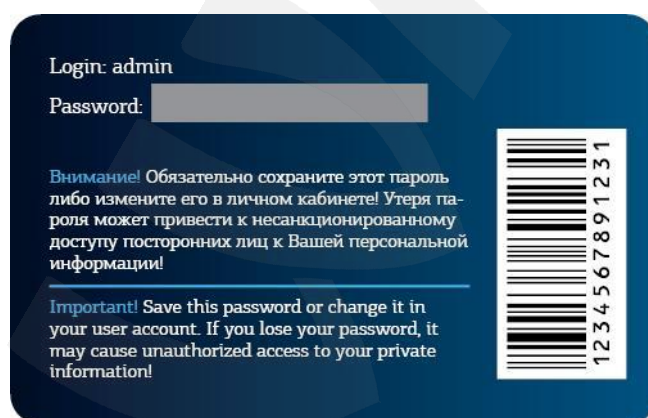 Login: admin
Password:
Внимание! Обязательно сохраните этот пароль
либо измените его в личном кабинете! Утеря па-
роля может привести к несанкционированному
доступу посторонних лиц к Вашей персональной
информации!
Important! Save this password or change it in
your user account. If you lose your password, it
may cause unauthorized access to your private
information!
1234567891231